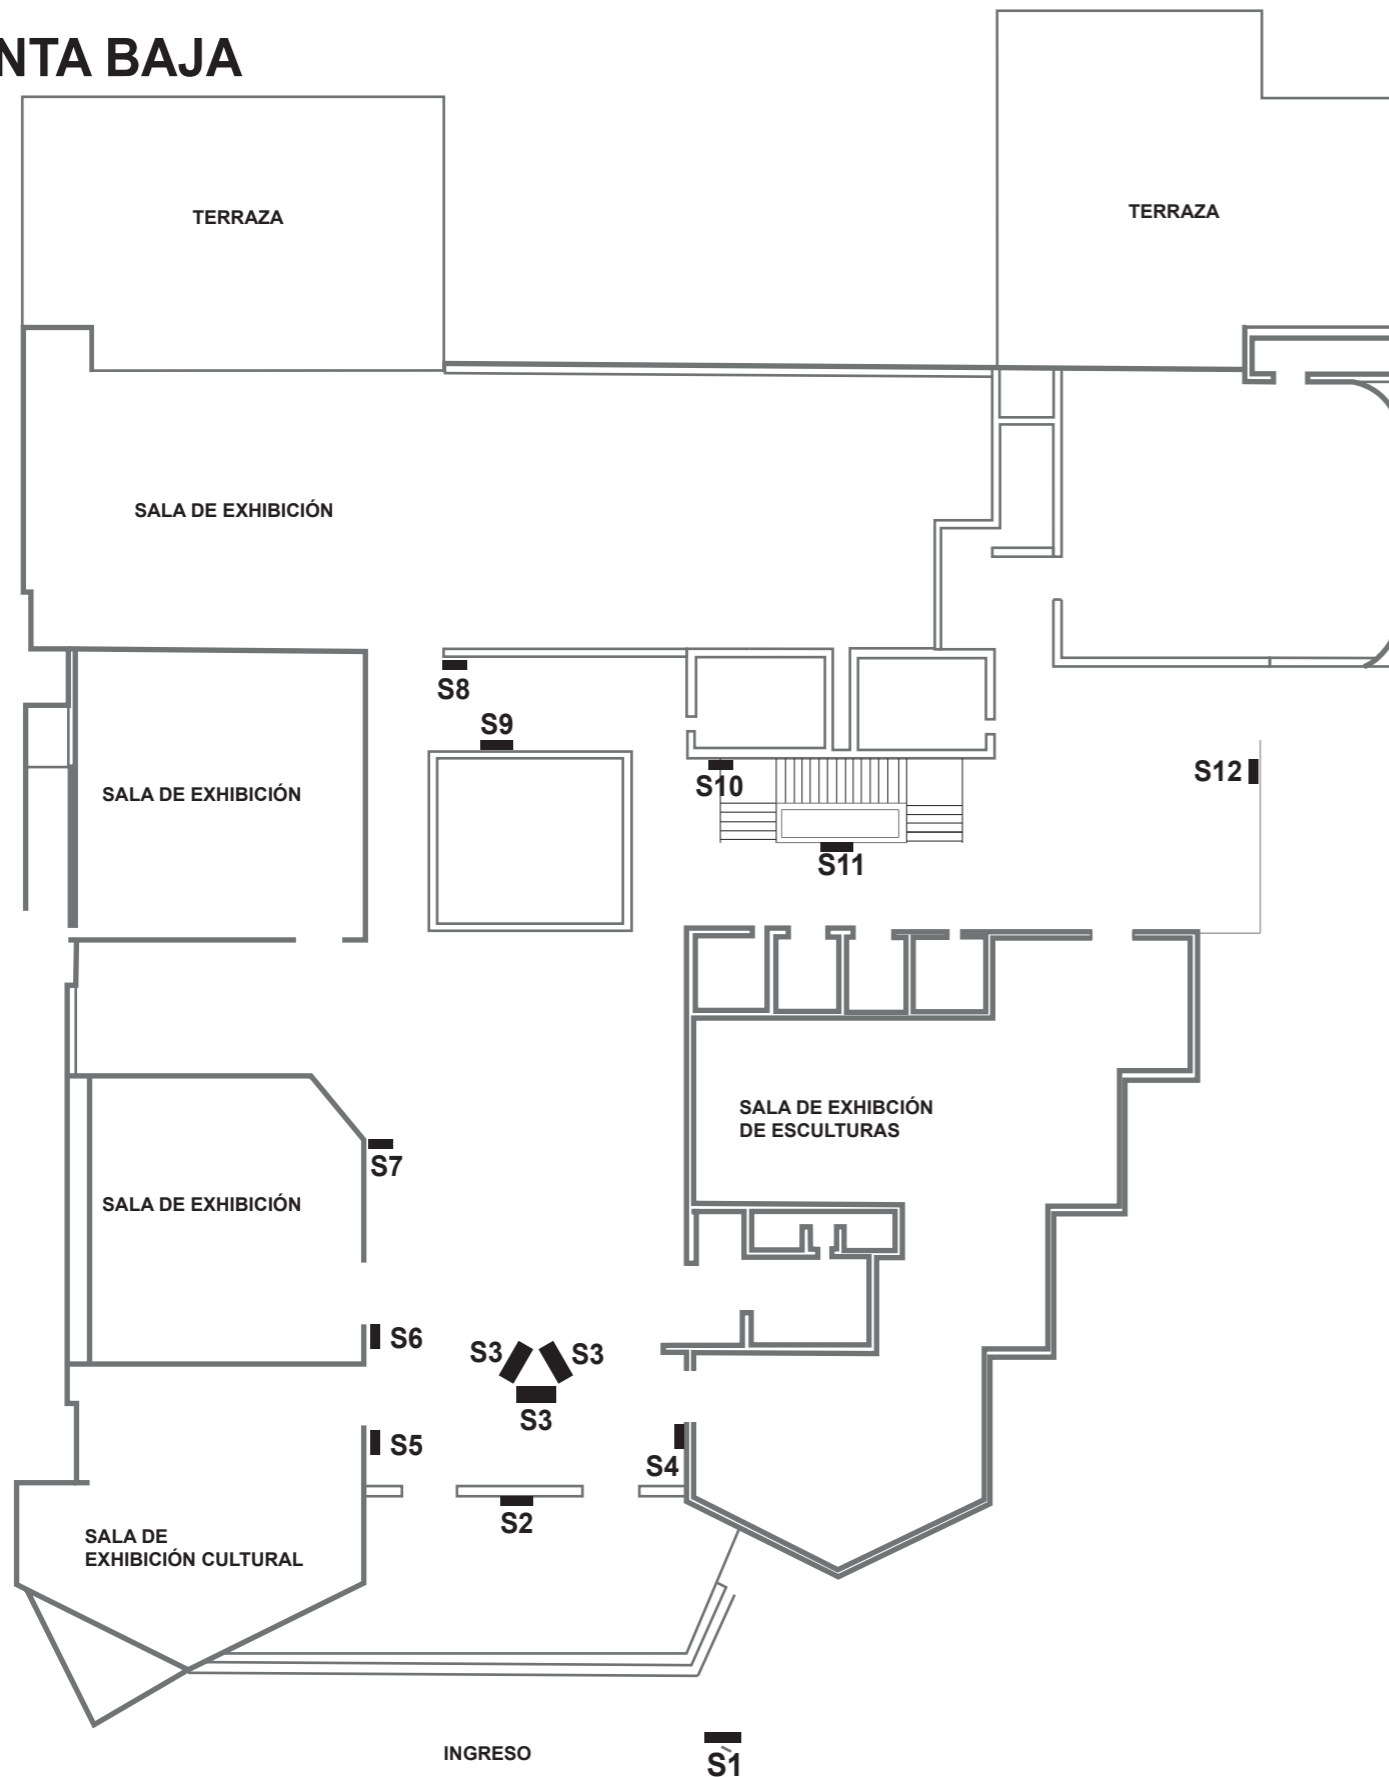 NTA BAJA
TERRAZA
TERRAZA
SALA DE EXHIBICIÓN
S8
S9
S10
S12
SALA DE EXHIBICIÓN
S11
SALA DE EXHIBCIÓN
DE ESCULTURAS
S7
SALA DE EXHIBICIÓN
S6
S3
S3
S3
S5
S4
S2
SALA DE
EXHIBICIÓN CULTURAL
INGRESO
S1